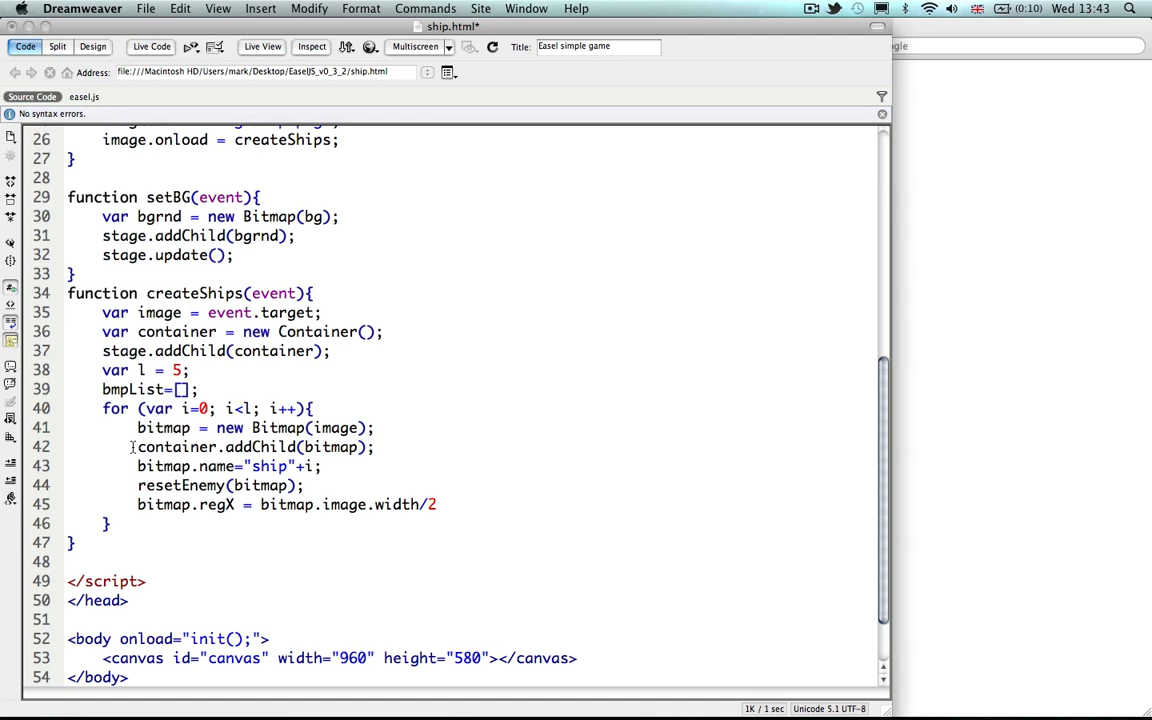 Dreamweaver File Edit View Insert Modify Format Commands Site Window Help (0:10) Wed 13:43
ship.html*
Code Split Design Live Code Live View Inspect Multiscreen Title: Easel simple game
gle
Address: file:///Macintosh HD/Users/mark/Desktop/EaselJS_v0_3_2/ship.html
Source Code easel.js
No syntax errors.
26 image.onload = createShips;
27 }
28
29 function setBG(event){
30 var bgrnd = new Bitmap(bg);
31 stage.addChild(bgrnd);
32 stage.update();
33 }
34 function createShips(event){
35 var image = event.target;
36 var container = new Container();
37 stage.addChild(container);
38 var l = 5;
39 bmpList=[];
40 for (var i=0; i<l; i++){
41 bitmap = new Bitmap(image);
42 container.addChild(bitmap);
43 bitmap.name="ship"+i;
44 resetEnemy(bitmap);
45 bitmap.regX = bitmap.image.width/2
46 }
47 }
48
49 </script>
50 </head>
51
52 <body onload="init();">
53 <canvas id="canvas" width="960" height="580"></canvas>
54 </body>
1K / 1 sec Unicode 5.1 UTF-8